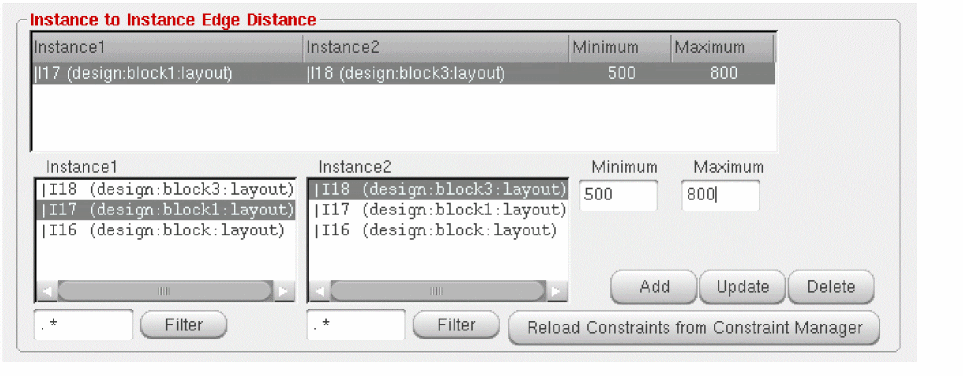 Instance to Instance Edge Distance
Instance1 Instance2 Minimum Maximum
|I17 (design:block1:layout) |I18 (design:block3:layout) 500 800
Instance1 Instance2 Minimum Maximum
|I18 (design:block3:layout) |I18 (design:block3:layout) 500 800
|I17 (design:block1:layout) |I17 (design:block1:layout)
|I16 (design:block:layout) |I16 (design:block:layout)
Add Update Delete
.* Filter .* Filter Reload Constraints from Constraint Manager